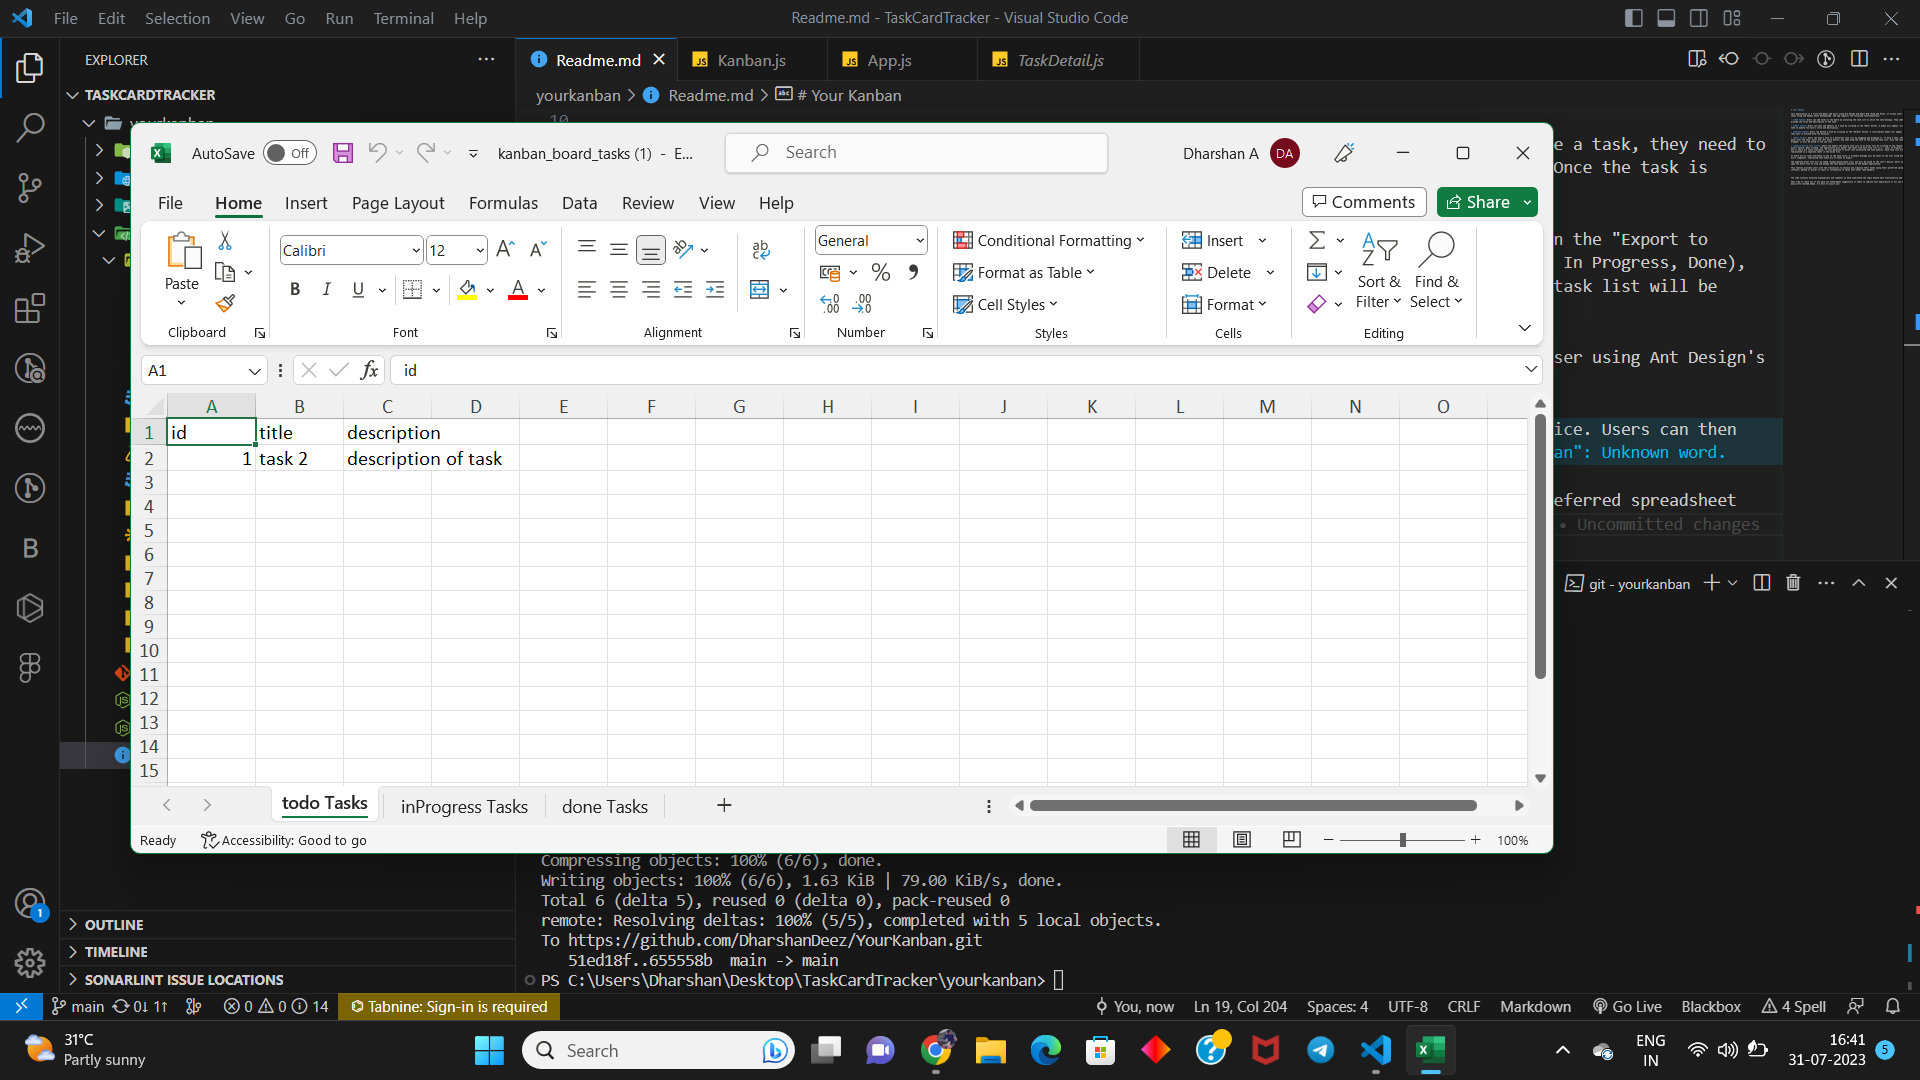 File Edit Selection View Go Run Terminal Help
Readme.md - TaskCardTracker - Visual Studio Code
EXPLORER
TASKCARDTRACKER
Readme.md
JS Kanban.js
JS App.js
JS TaskDetail.js
yourkanban > Readme.md > # Your Kanban
e a task, they need to
Once the task is
n the "Export to
In Progress, Done),
task list will be
ser using Ant Design's
ice. Users can then
an": Unknown word.
eferred spreadsheet
• Uncommitted changes
AutoSave Off
kanban_board_tasks (1) - E...
Search
Dharshan A DA
File Home Insert Page Layout Formulas Data Review View Help
Comments Share
Paste
Clipboard
Calibri 12
B I U
Font
ab
Alignment
General
Number
Conditional Formatting
Format as Table
Cell Styles
Styles
Insert
Delete
Format
Cells
Sort & Filter
Find & Select
Editing
A1 fx id
A B C D E F G H I J K L M N O
1 id title description
2 1 task 2 description of task
3
4
5
6
7
8
9
10
11
12
13
14
15
todo Tasks inProgress Tasks done Tasks
Ready Accessibility: Good to go 100%
git - yourkanban
Compressing objects: 100% (6/6), done.
Writing objects: 100% (6/6), 1.63 KiB | 79.00 KiB/s, done.
Total 6 (delta 5), reused 0 (delta 0), pack-reused 0
remote: Resolving deltas: 100% (5/5), completed with 5 local objects.
To https://github.com/DharshanDeez/YourKanban.git
51ed18f..655558b main -> main
PS C:\Users\Dharshan\Desktop\TaskCardTracker\yourkanban>
OUTLINE
TIMELINE
SONARLINT ISSUE LOCATIONS
main 0↓ 1↑ 0 0 14 Tabnine: Sign-in is required
You, now Ln 19, Col 204 Spaces: 4 UTF-8 CRLF Markdown Go Live Blackbox 4 Spell
31°C
Partly sunny
Search
ENG
IN
16:41
31-07-2023
5